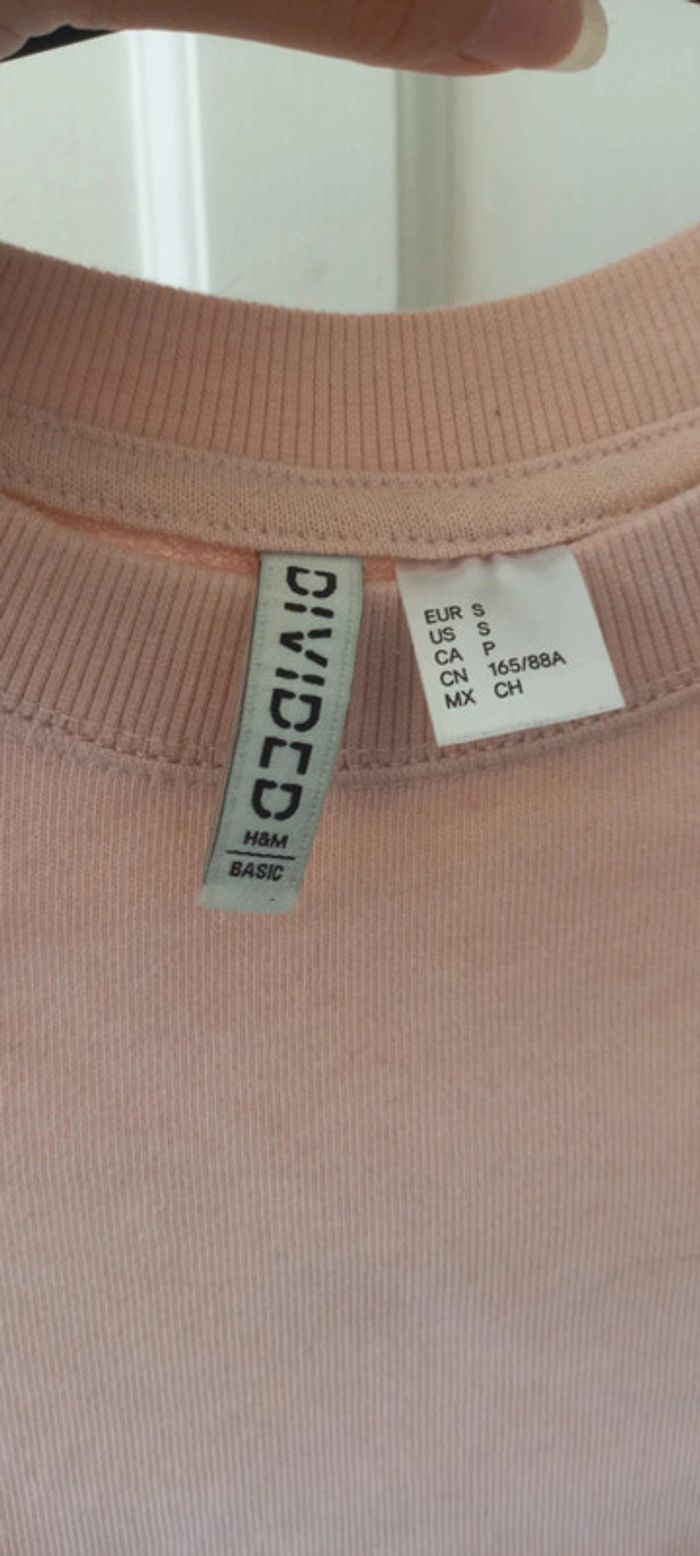 DIVIDED
H&M
BASIC
EUR S
US S
CA P
CN 165/88A
MX CH